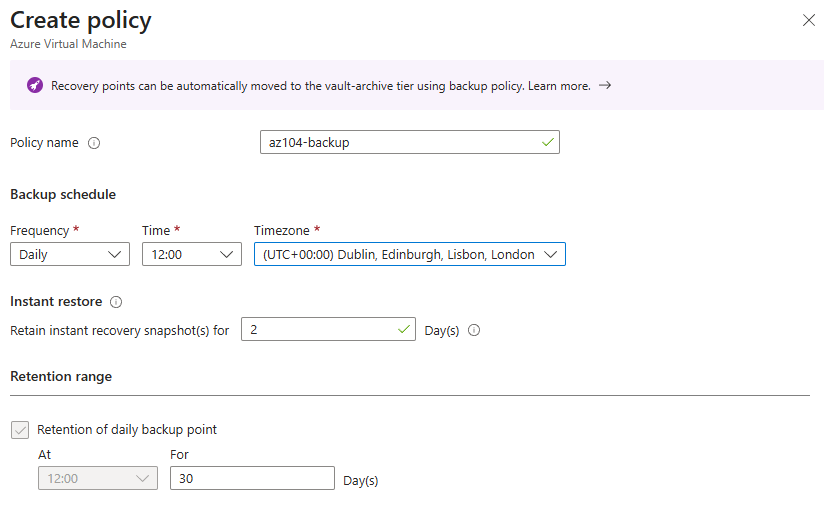 Create policy
Azure Virtual Machine
Recovery points can be automatically moved to the vault-archive tier using backup policy. Learn more.
Policy name
az104-backup
Backup schedule
Frequency * Time * Timezone *
Daily 12:00 (UTC+00:00) Dublin, Edinburgh, Lisbon, London
Instant restore
Retain instant recovery snapshot(s) for 2 Day(s)
Retention range
Retention of daily backup point
At For
12:00 30 Day(s)